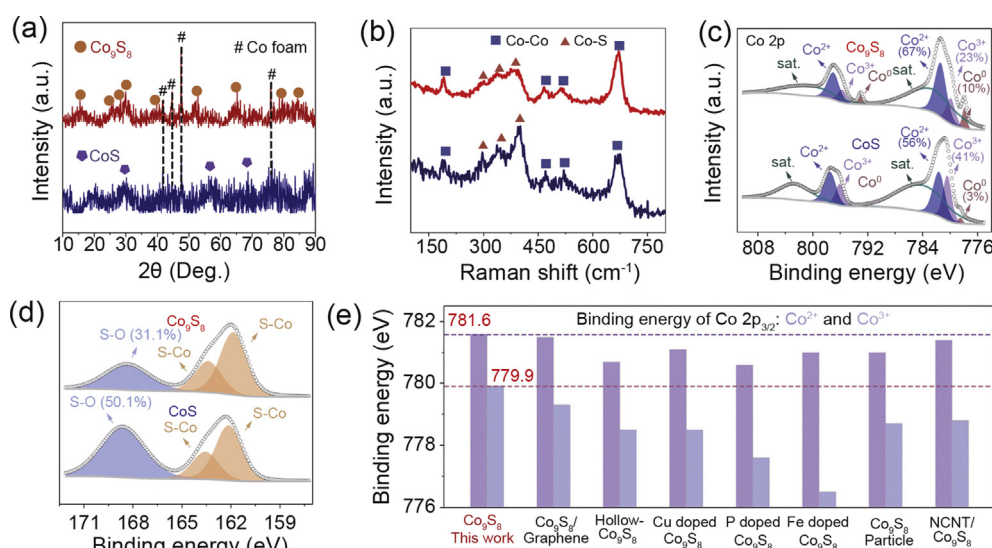 (a)
Co₉S₈
# Co foam
#
#
#
#
CoS
Intensity (a.u.)
10 20 30 40 50 60 70 80 90
2θ (Deg.)
(b)
Co-Co Co-S
Intensity (a.u.)
150 300 450 600 750
Raman shift (cm⁻¹)
(c)
Co 2p
Co²⁺ Co₉S₈
Co²⁺
(67%)
Co³⁺
(23%)
sat.
Co³⁺
Co⁰
sat.
Co⁰
(10%)
CoS
Co²⁺
Co²⁺
(56%)
Co³⁺
(41%)
sat.
Co³⁺
Co⁰
sat.
Co⁰
(3%)
Intensity (a.u.)
808 800 792 784 776
Binding energy (eV)
(d)
Co₉S₈
S-O (31.1%)
S-Co
S-Co
S-O (50.1%)
CoS
S-Co
S-Co
Intensity (a.u.)
171 168 165 162 159
Binding energy (eV)
(e)
Binding energy of Co 2p₃/₂: Co²⁺ and Co³⁺
781.6
779.9
Binding energy (eV)
782
780
778
776
Co₉S₈ Co₉S₈/ Hollow- Cu doped P doped Fe doped Co₉S₈ NCNT/
This work Graphene Co₉S₈ Co₉S₈ Co₉S₈ Co₉S₈ Particle Co₉S₈